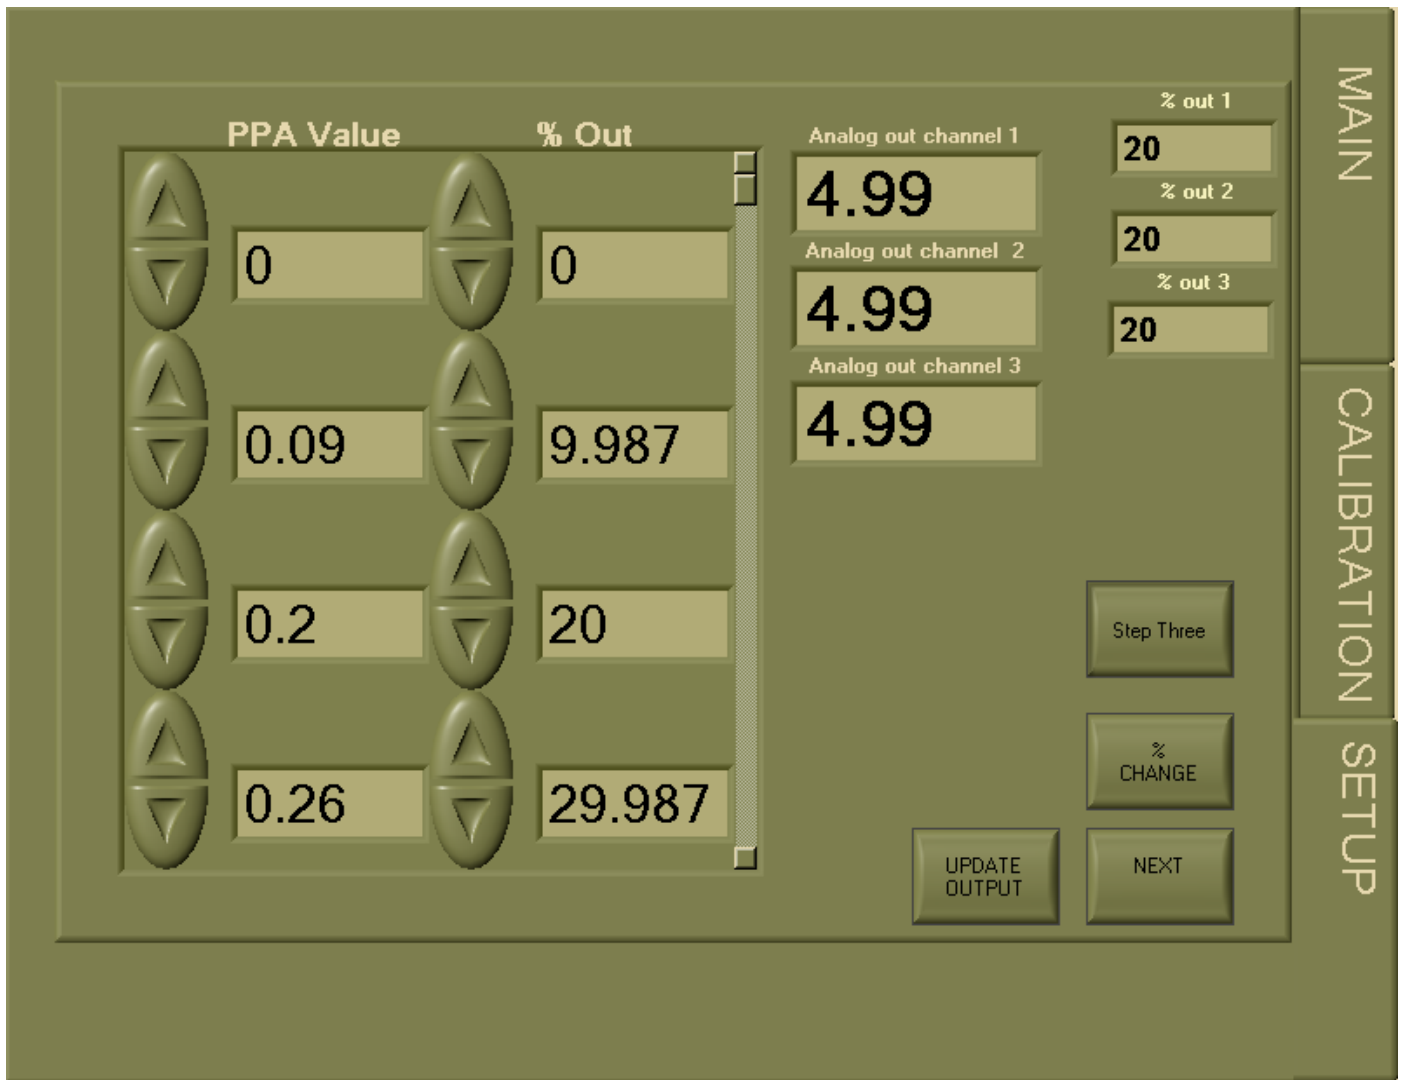 PPA Value
% Out
0
0
0.09
9.987
0.2
20
0.26
29.987
Analog out channel 1
4.99
Analog out channel  2
4.99
Analog out channel 3
4.99
% out 1
20
% out 2
20
% out 3
20
Step Three
%
CHANGE
UPDATE
OUTPUT
NEXT
MAIN
CALIBRATION
SETUP